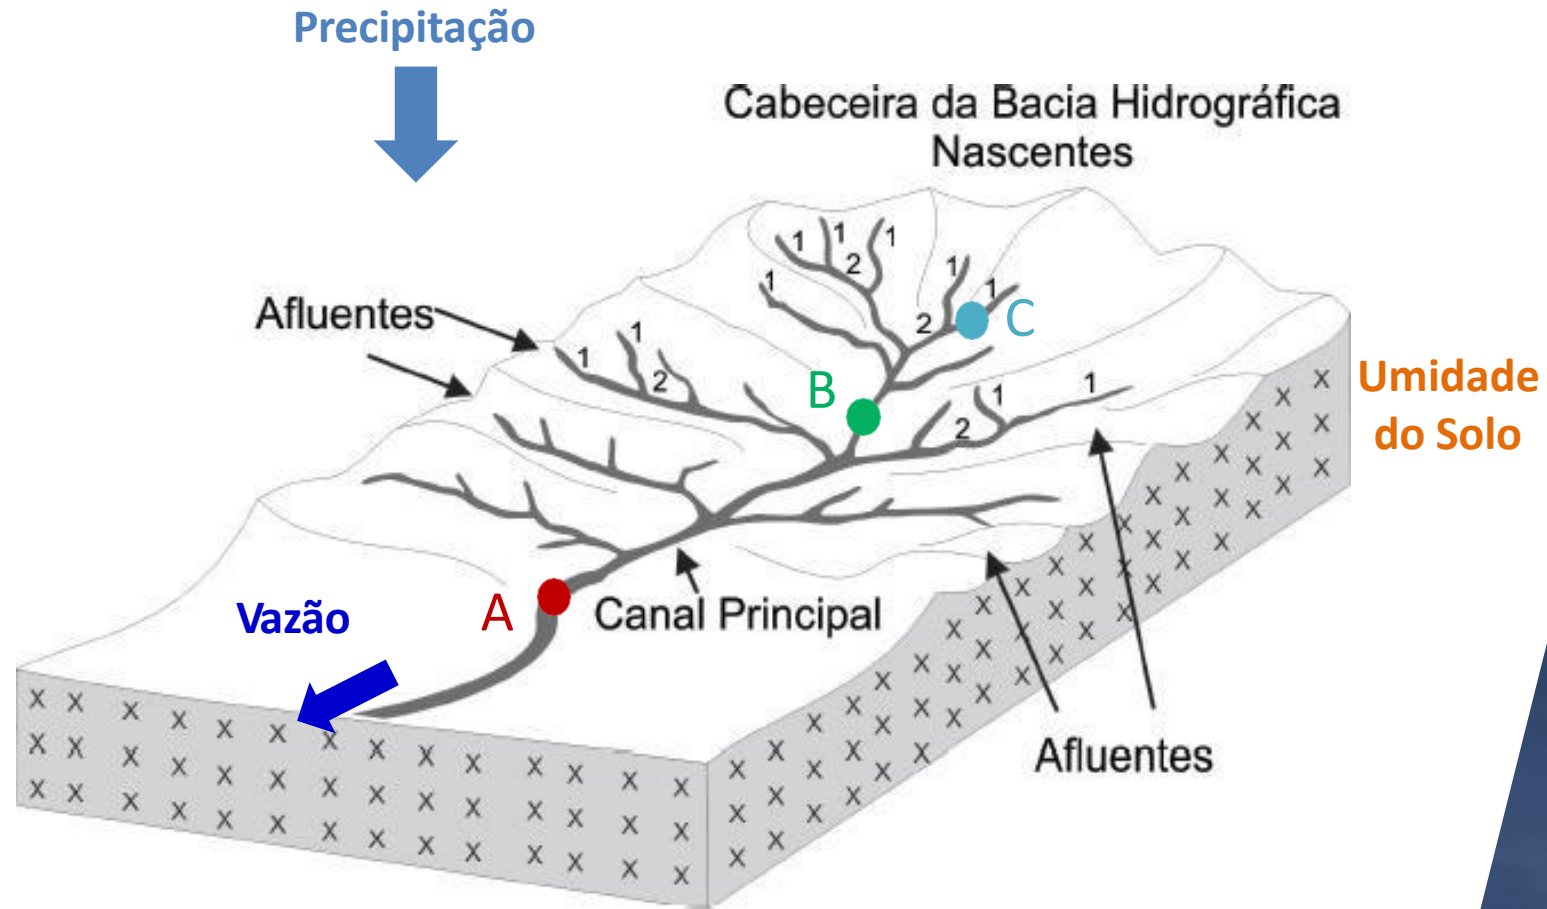 Precipitação
Cabeceira da Bacia Hidrográfica
Nascentes
1
1
1
2
1
1
1
2
C
Afluentes
1
1
2
B
1
1
2
Umidade
do Solo
A
Vazão
Canal Principal
Afluentes